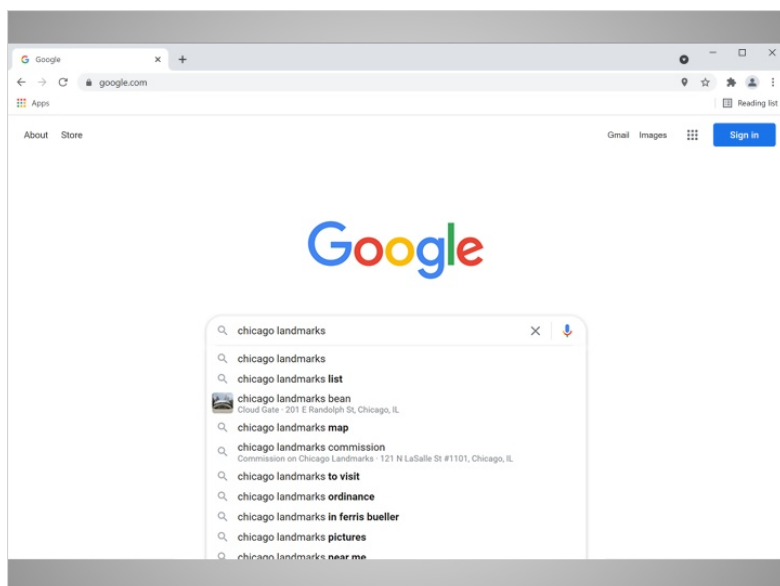 Google
google.com
Apps
Reading list
About Store
Gmail Images
Sign in
Google
chicago landmarks
chicago landmarks
chicago landmarks list
chicago landmarks bean
Cloud Gate · 201 E Randolph St, Chicago, IL
chicago landmarks map
chicago landmarks commission
Commission on Chicago Landmarks · 121 N LaSalle St #1101, Chicago, IL
chicago landmarks to visit
chicago landmarks ordinance
chicago landmarks in ferris bueller
chicago landmarks pictures
chicago landmarks near me